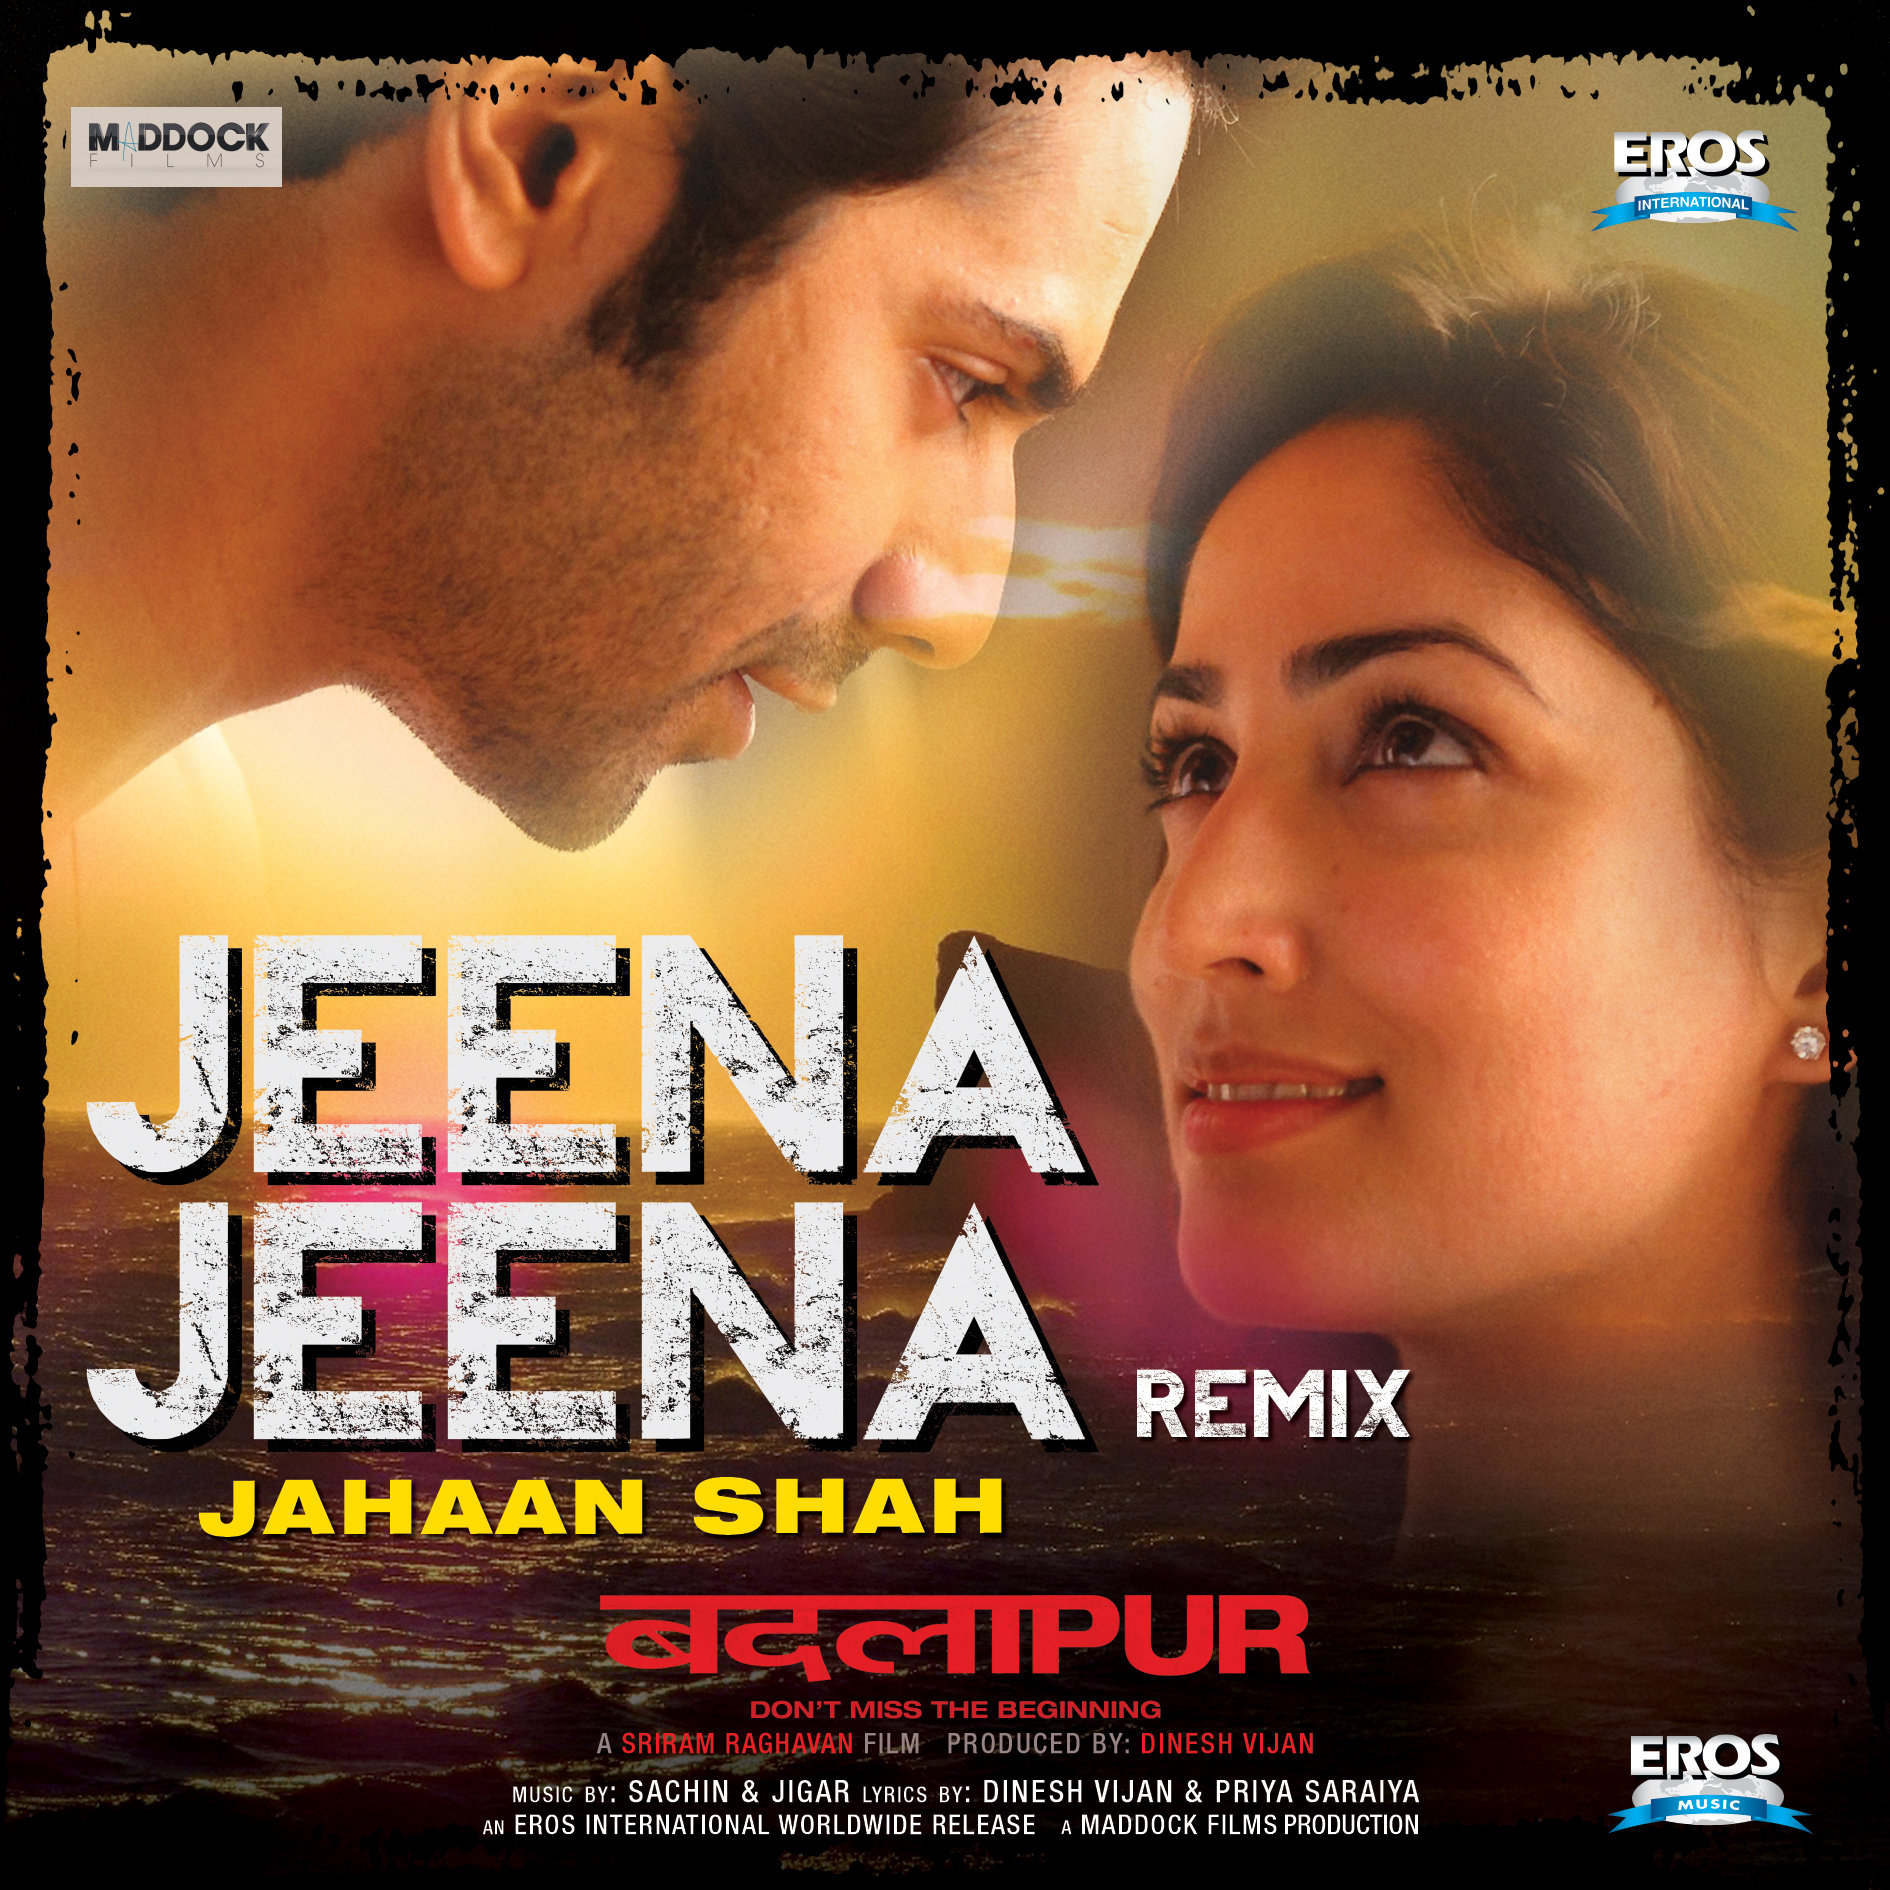 MADDOCK
FILMS
EROS
INTERNATIONAL
JEENA
JEENA REMIX
JAHAAN SHAH
बदलाPUR
DON'T MISS THE BEGINNING
A SRIRAM RAGHAVAN FILM PRODUCED BY: DINESH VIJAN
MUSIC BY: SACHIN & JIGAR LYRICS BY: DINESH VIJAN & PRIYA SARAIYA
AN EROS INTERNATIONAL WORLDWIDE RELEASE A MADDOCK FILMS PRODUCTION
EROS
MUSIC